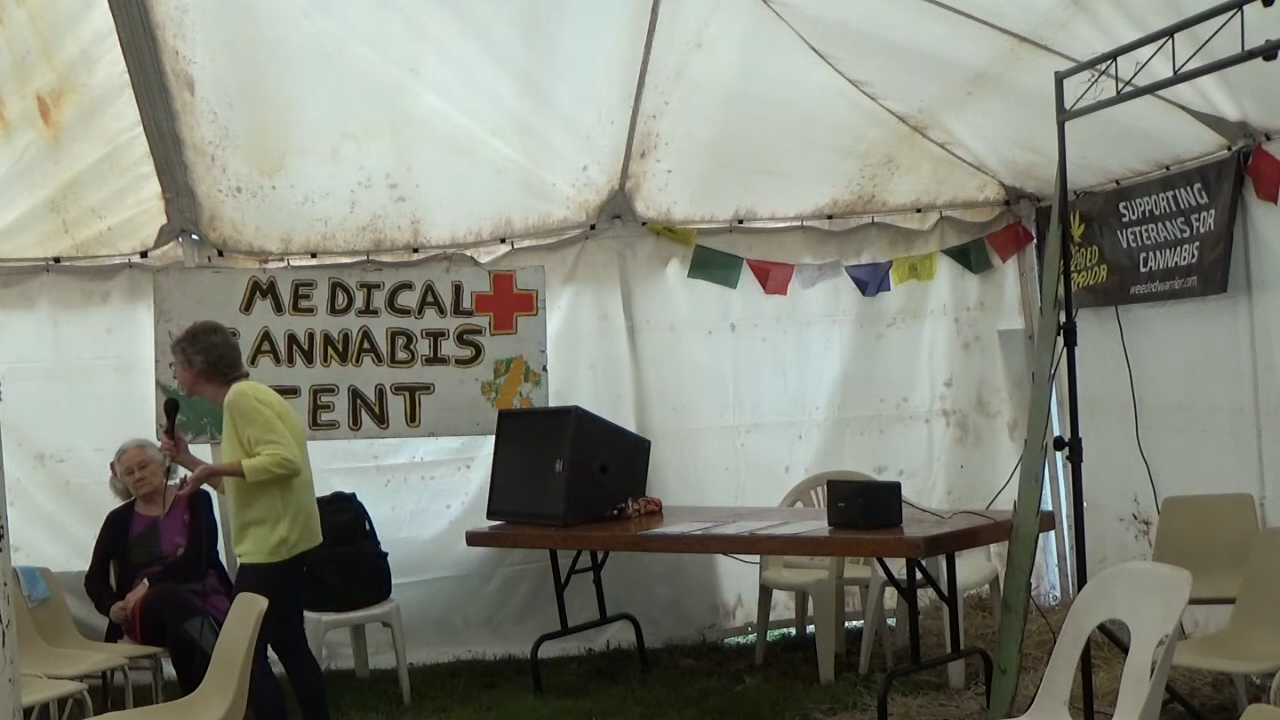 MEDICAL
CANNABIS
TENT
SUPPORTING
VETERANS FOR
CANNABIS
weededwarrior.com